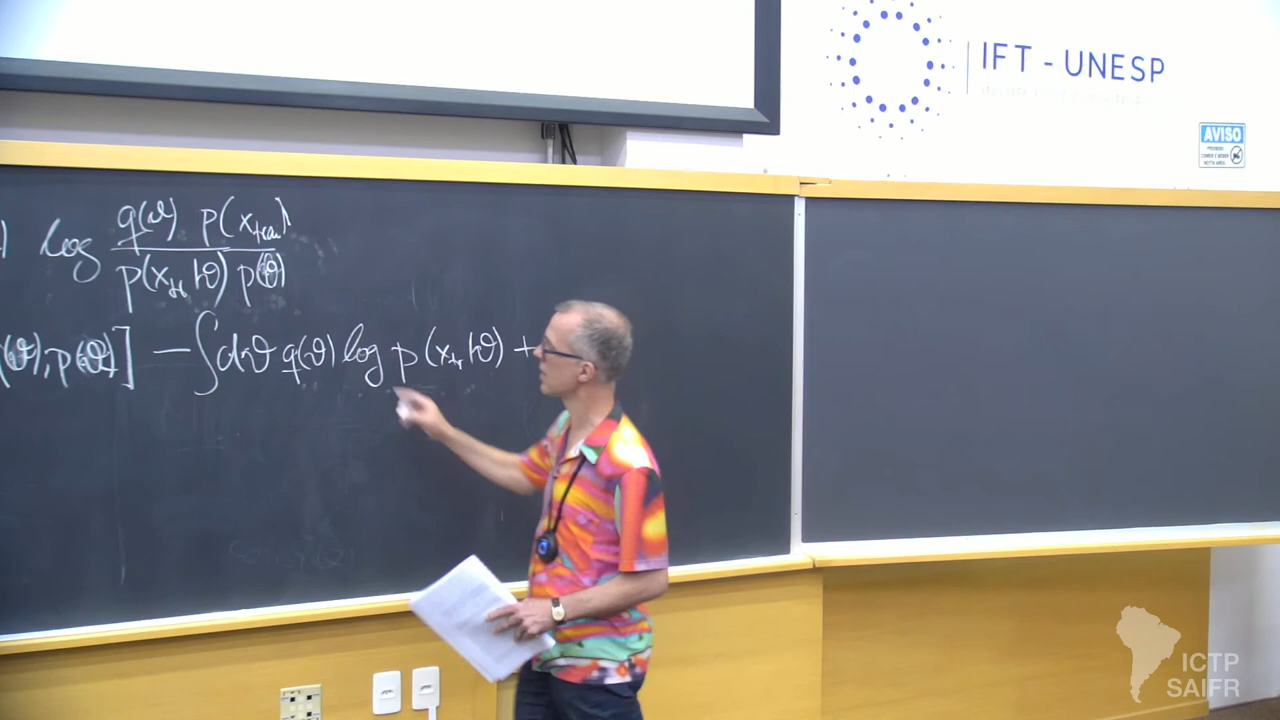 IFT - UNESP
AVISO
) log q(ϑ) p(x_train) / p(x_tr|ϑ) p(ϑ)
(ϑ), p(ϑ)] − ∫dϑ q(ϑ) log p(x_tr|ϑ) +
ICTP
SAIFR